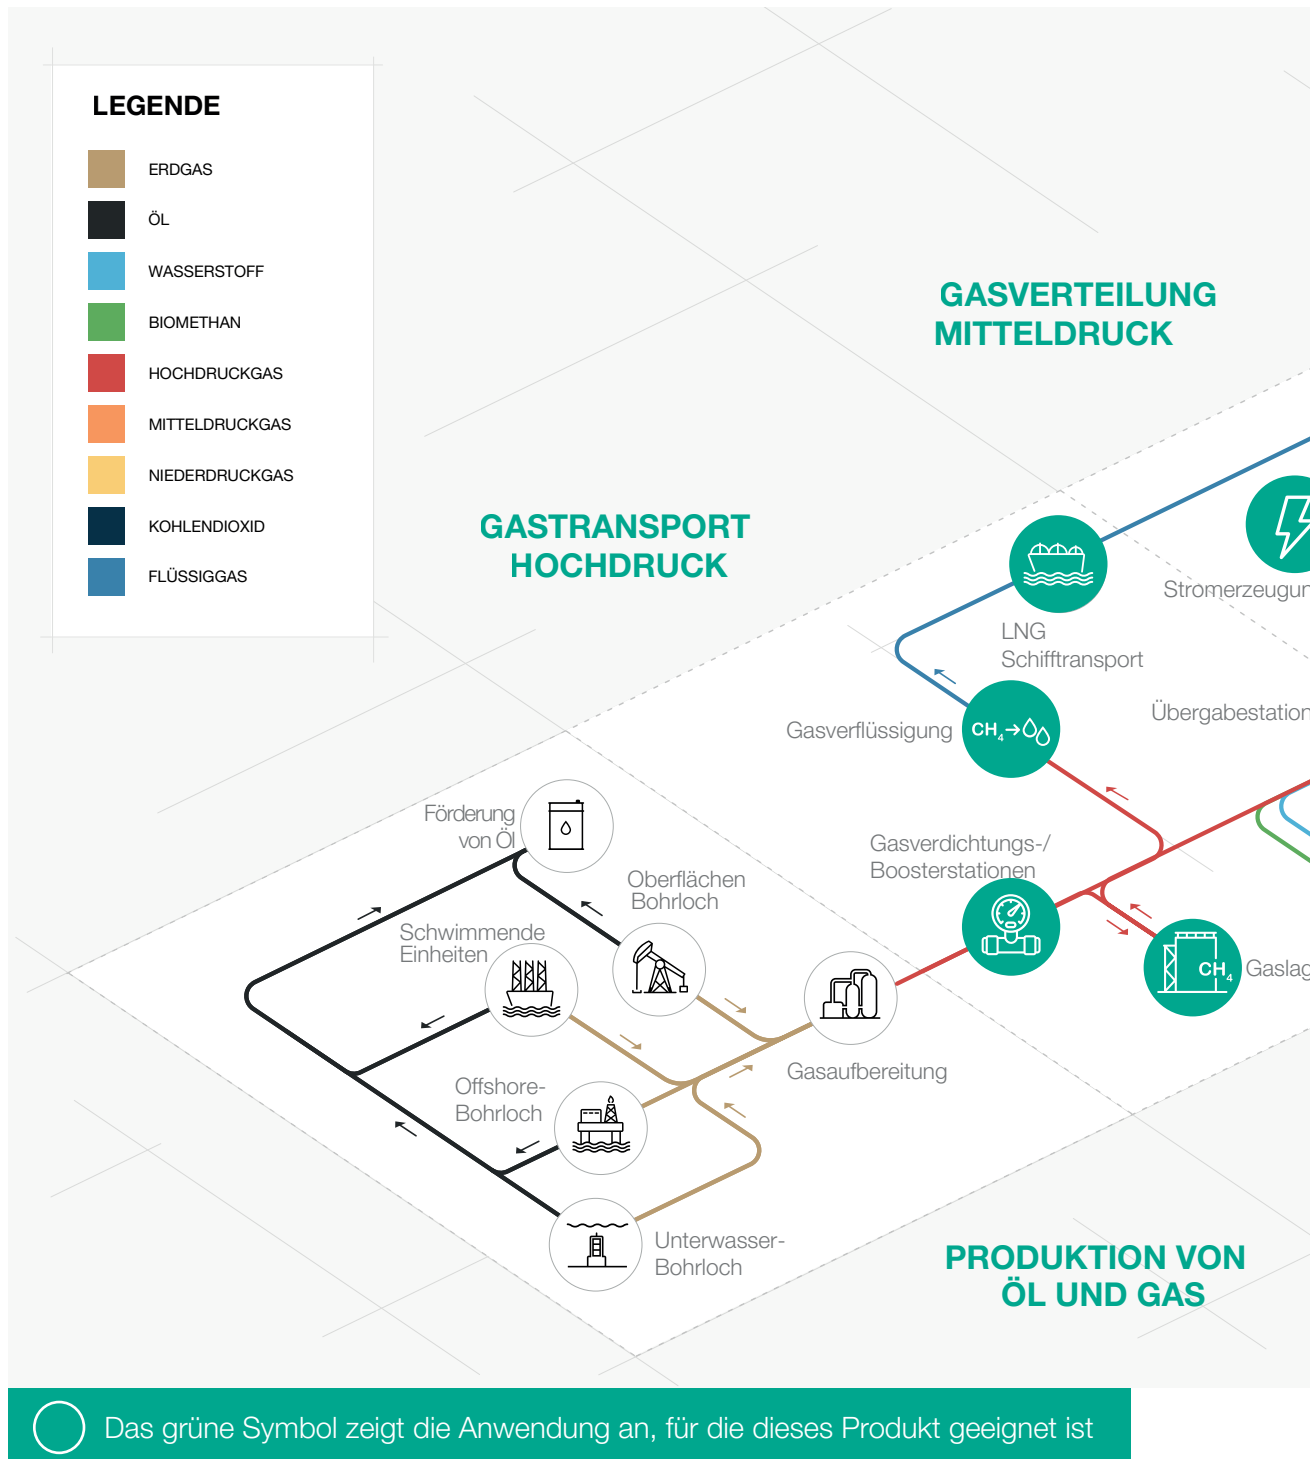 LEGENDE
ERDGAS
ÖL
WASSERSTOFF
BIOMETHAN
HOCHDRUCKGAS
MITTELDRUCKGAS
NIEDERDRUCKGAS
KOHLENDIOXID
FLÜSSIGGAS
GASVERTEILUNG
MITTELDRUCK
GASTRANSPORT
HOCHDRUCK
Stromerzeugun
LNG
Schifftransport
Übergabestation
Gasverflüssigung
CH₄→
Förderung
von Öl
Gasverdichtungs-/
Boosterstationen
Oberflächen
Bohrloch
Schwimmende
Einheiten
CH₄
Gaslag
Gasaufbereitung
Offshore-
Bohrloch
Unterwasser-
Bohrloch
PRODUKTION VON
ÖL UND GAS
Das grüne Symbol zeigt die Anwendung an, für die dieses Produkt geeignet ist